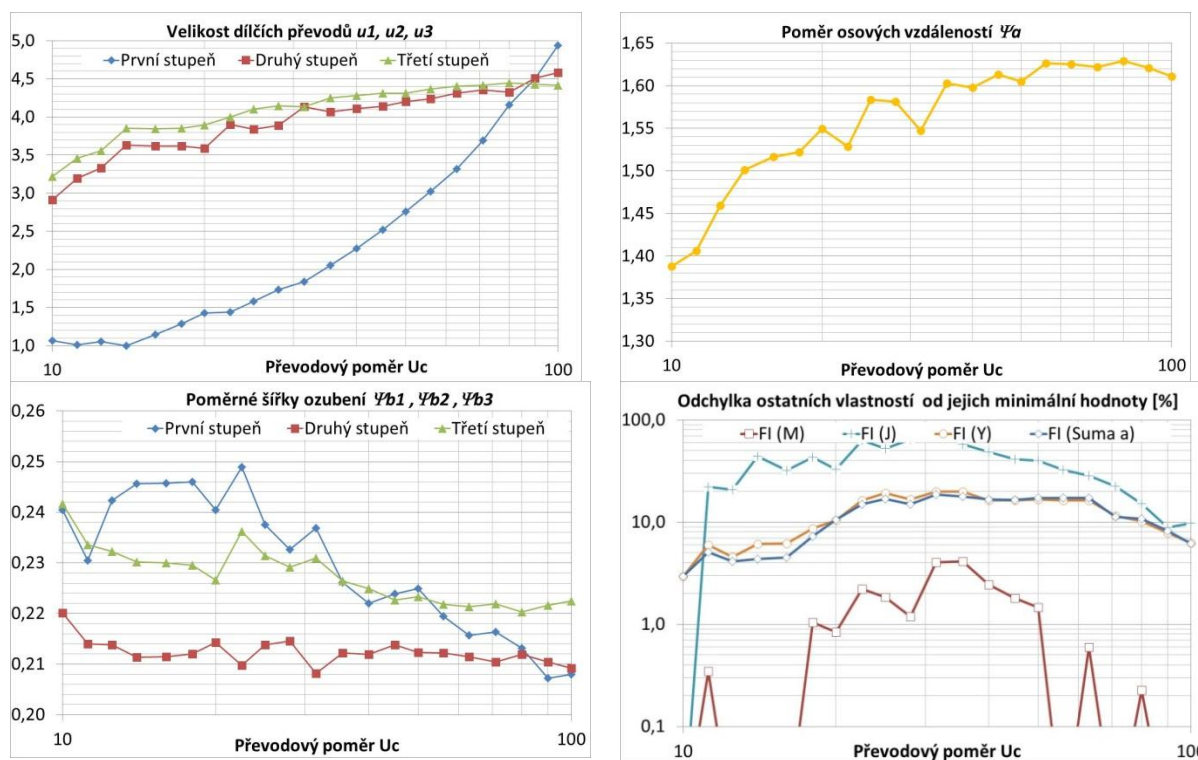 Velikost dílčích převodů u1, u2, u3
První stupeň Druhý stupeň Třetí stupeň
5,0
4,5
4,0
3,5
3,0
2,5
2,0
1,5
1,0
10 100
Převodový poměr Uc
Poměr osových vzdáleností Ψa
1,65
1,60
1,55
1,50
1,45
1,40
1,35
1,30
10 100
Převodový poměr Uc
Poměrné šířky ozubení Ψb1 , Ψb2 , Ψb3
První stupeň Druhý stupeň Třetí stupeň
0,26
0,25
0,24
0,23
0,22
0,21
0,20
10 100
Převodový poměr Uc
Odchylka ostatních vlastností od jejich minimální hodnoty [%]
FI (M) FI (J) FI (Y) FI (Suma a)
100,0
10,0
1,0
0,1
10 100
Převodový poměr Uc